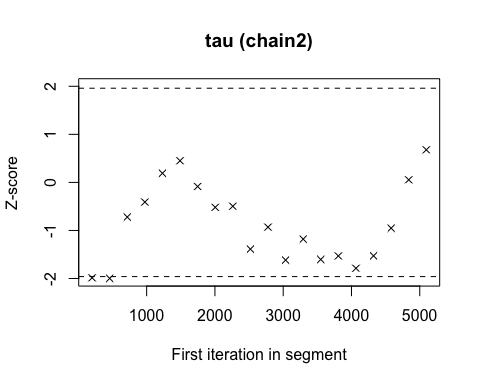 tau (chain2)
Z-score
2
1
0
-1
-2
1000 2000 3000 4000 5000
First iteration in segment